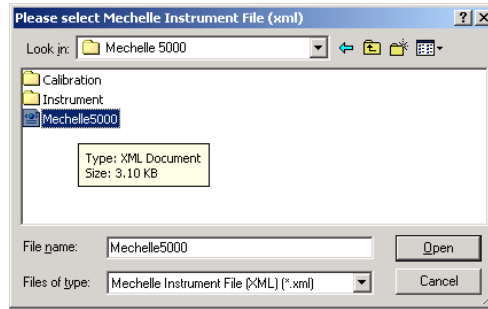 Please select Mechelle Instrument File (xml)
Look in: Mechelle 5000
Calibration
Instrument
Mechelle5000
Type: XML Document
Size: 3.10 KB
File name: Mechelle5000 Open
Files of type: Mechelle Instrument File (XML) (*.xml) Cancel